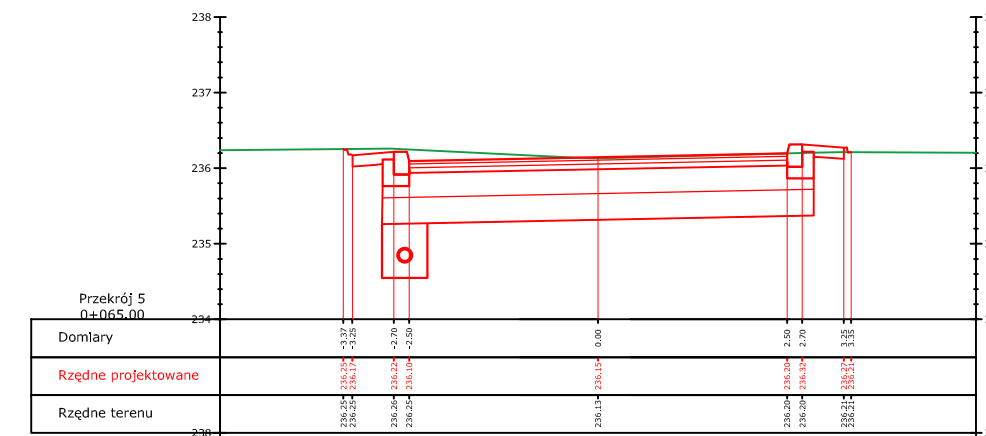 238
237
236
235
234
Przekrój 5
0+065.00
Domiary
-3.37 -3.25 -2.70 -2.50 0.00 2.50 2.70 3.25 3.35
Rzędne projektowane
236.25 236.17 236.22 236.10 236.15 236.20 236.32 236.27 236.21
Rzędne terenu
236.25 236.25 236.26 236.25 236.13 236.20 236.20 236.21 236.21
238